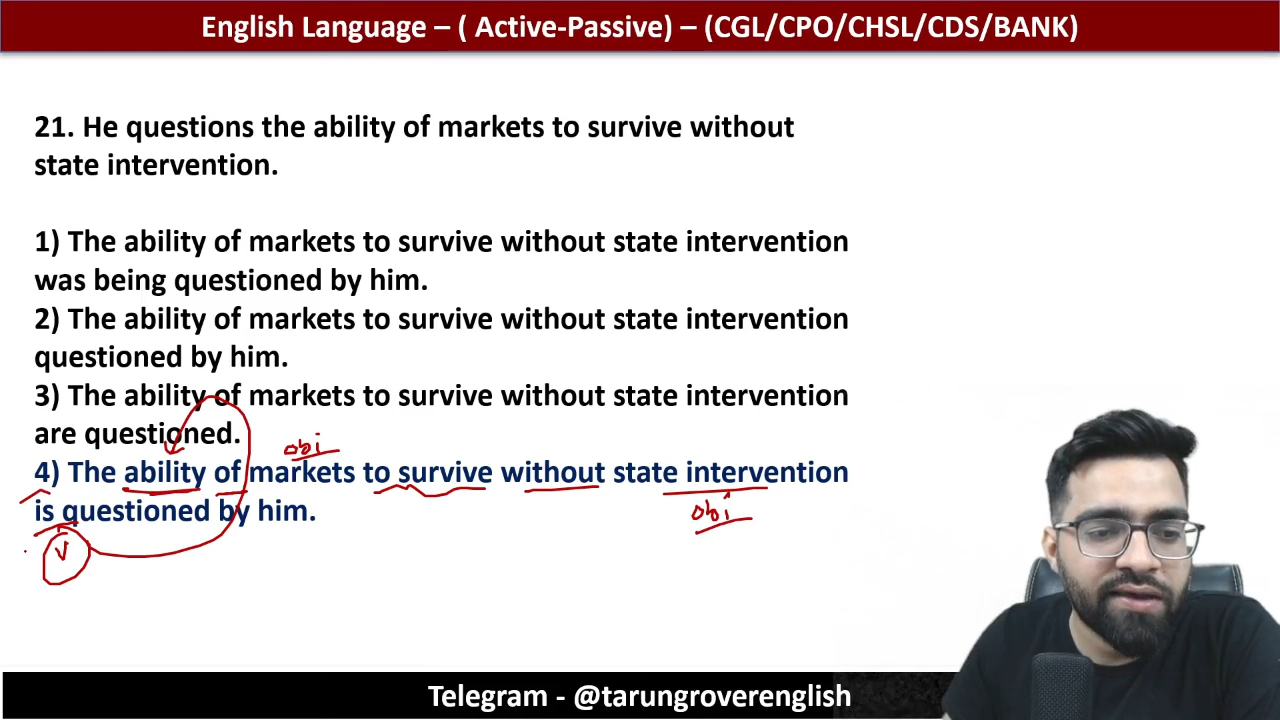 English Language – ( Active-Passive) – (CGL/CPO/CHSL/CDS/BANK)
21. He questions the ability of markets to survive without
state intervention.
1) The ability of markets to survive without state intervention
was being questioned by him.
2) The ability of markets to survive without state intervention
questioned by him.
3) The ability of markets to survive without state intervention
are questioned.
obj
4) The ability of markets to survive without state intervention
is questioned by him.
obj
V
Telegram - @tarungroverenglish